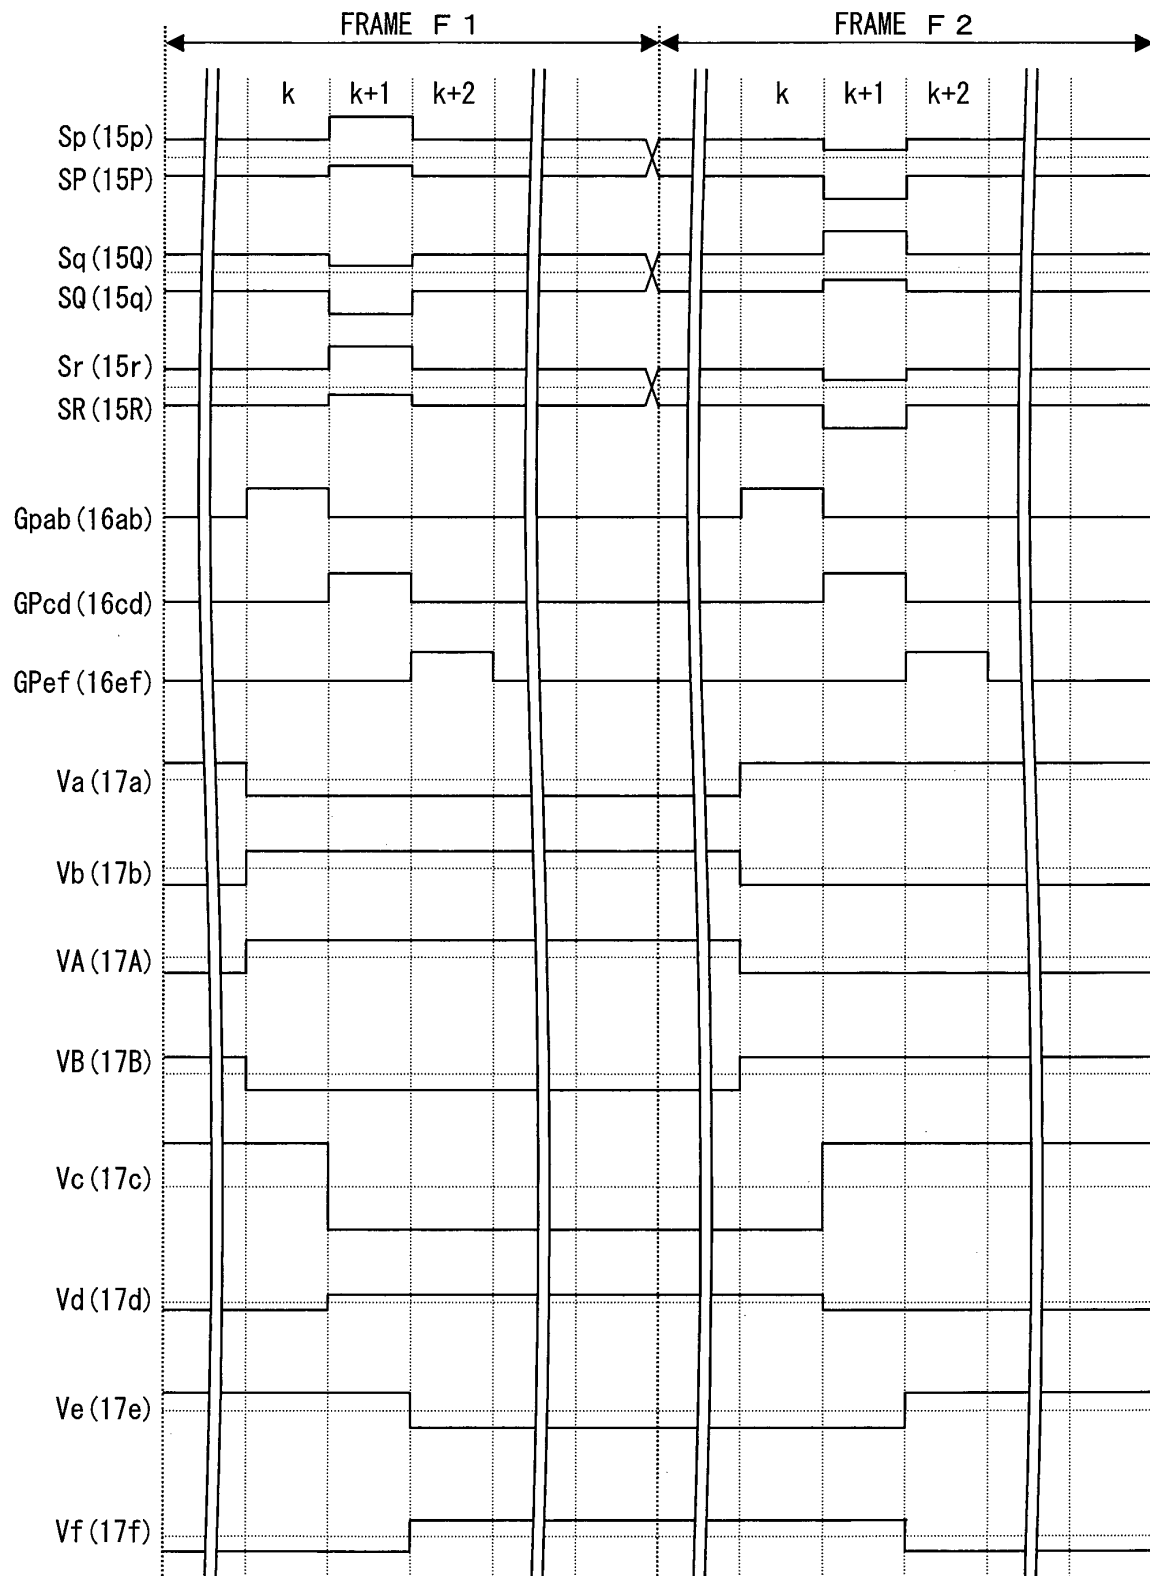 FRAME F 1
FRAME F 2
k
k+1
k+2
k
k+1
k+2
Sp(15p)
SP(15P)
Sq(15Q)
SQ(15q)
Sr(15r)
SR(15R)
Gpab(16ab)
GPcd(16cd)
GPef(16ef)
Va(17a)
Vb(17b)
VA(17A)
VB(17B)
Vc(17c)
Vd(17d)
Ve(17e)
Vf(17f)